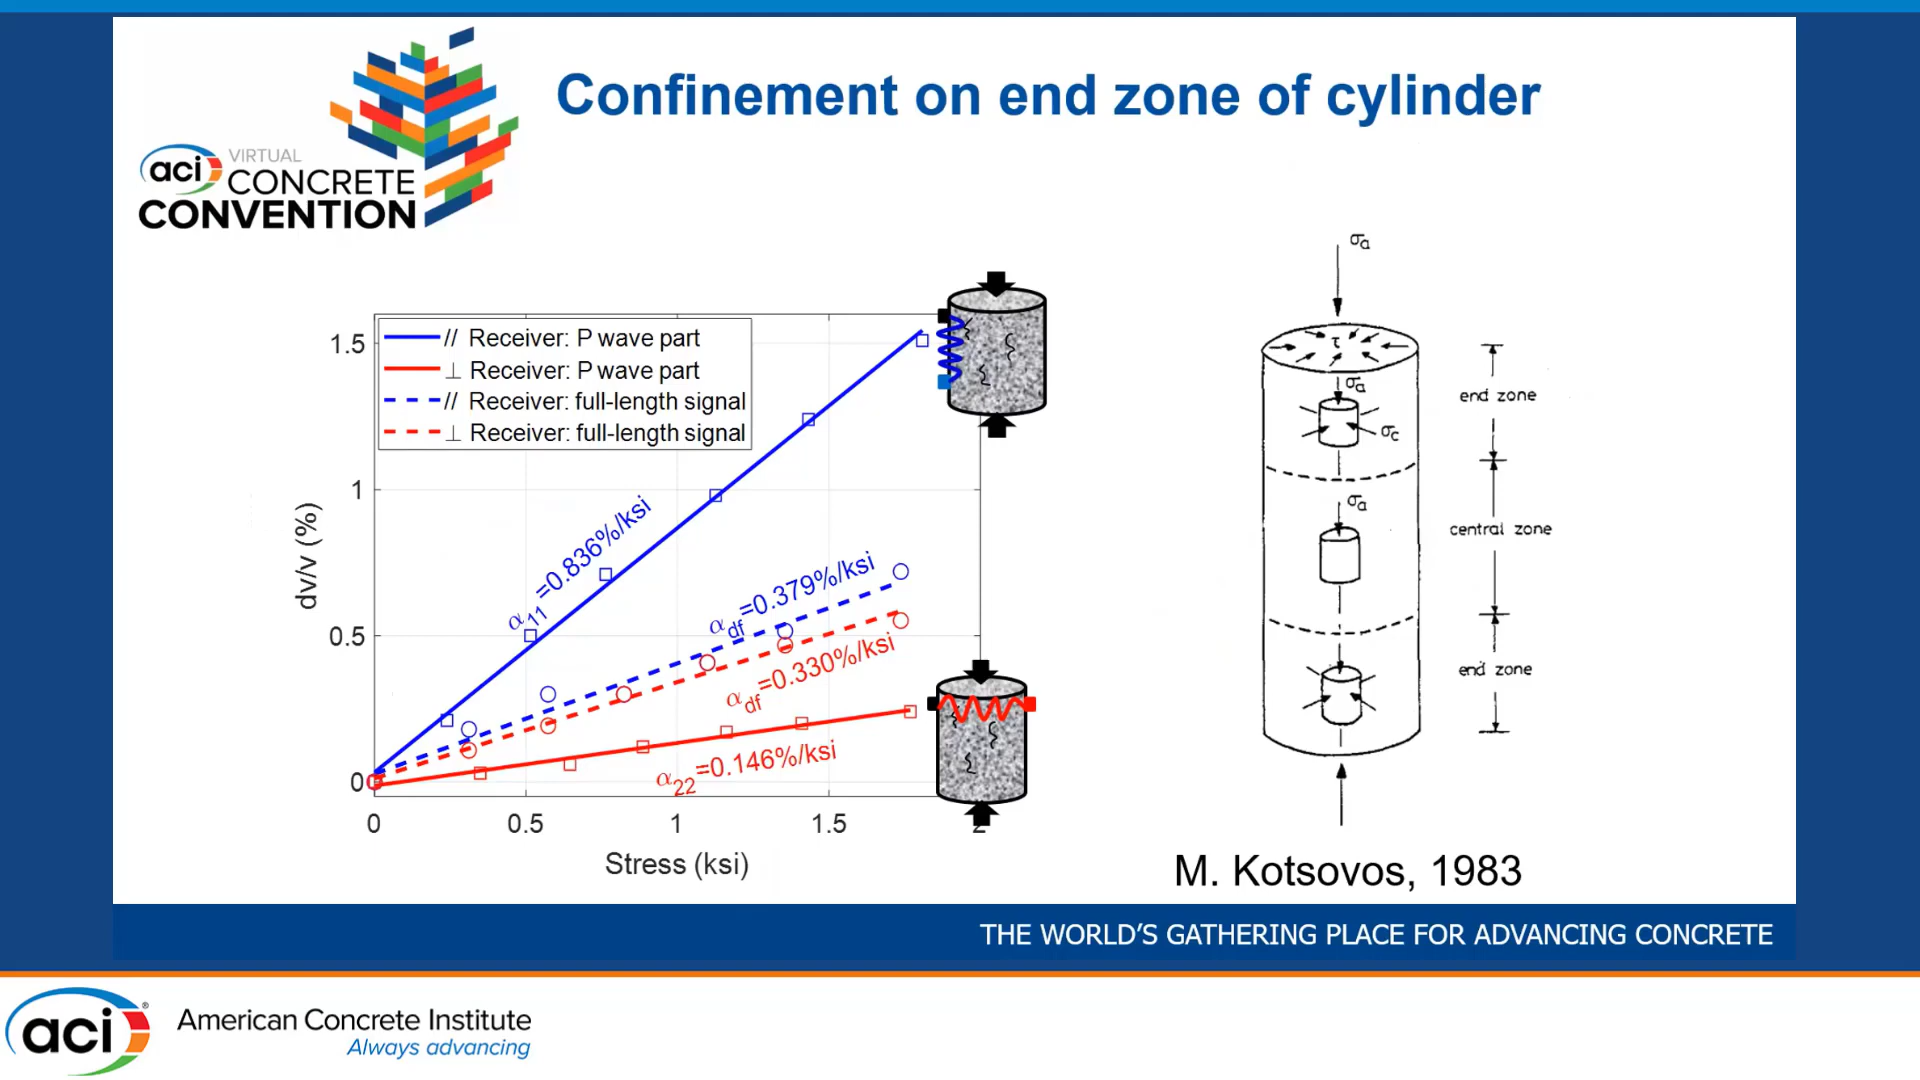 Confinement on end zone of cylinder
aci VIRTUAL
CONCRETE
CONVENTION
// Receiver: P wave part
⊥ Receiver: P wave part
// Receiver: full-length signal
⊥ Receiver: full-length signal
1.5
1
0.5
0
dv/v (%)
α11=0.836%/ksi
αdf=0.379%/ksi
αdf=0.330%/ksi
α22=0.146%/ksi
0 0.5 1 1.5 2
Stress (ksi)
σa
τ
σa
σc
σa
end zone
central zone
end zone
M. Kotsovos, 1983
THE WORLD'S GATHERING PLACE FOR ADVANCING CONCRETE
aci®
American Concrete Institute
Always advancing